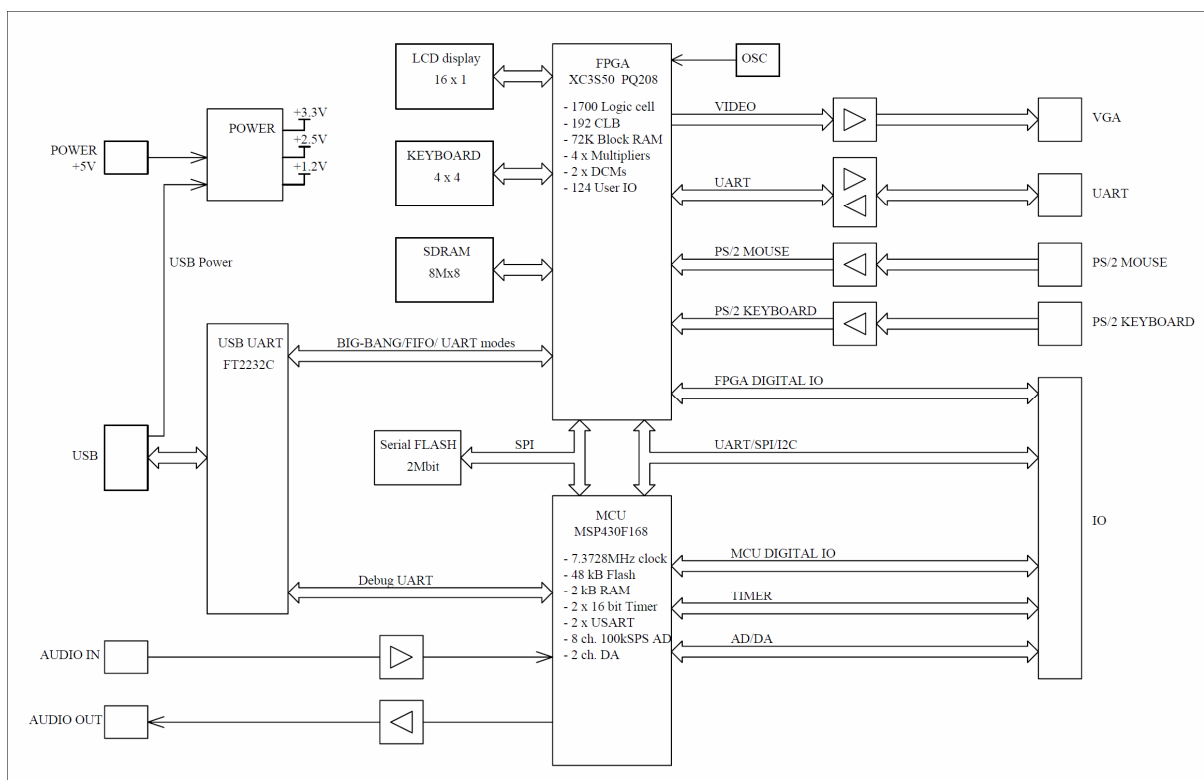 LCD display
16 x 1
FPGA
XC3S50 PQ208
- 1700 Logic cell
- 192 CLB
- 72K Block RAM
- 4 x Multipliers
- 2 x DCMs
- 124 User IO
OSC
VIDEO
VGA
POWER
+3.3V
+2.5V
+1.2V
POWER
+5V
KEYBOARD
4 x 4
UART
UART
SDRAM
8Mx8
PS/2 MOUSE
PS/2 MOUSE
USB Power
PS/2 KEYBOARD
PS/2 KEYBOARD
USB UART
FT2232C
BIG-BANG/FIFO/ UART modes
FPGA DIGITAL IO
USB
Serial FLASH
2Mbit
SPI
UART/SPI/I2C
IO
MCU
MSP430F168
- 7.3728MHz clock
- 48 kB Flash
- 2 kB RAM
- 2 x 16 bit Timer
- 2 x USART
- 8 ch. 100kSPS AD
- 2 ch. DA
MCU DIGITAL IO
Debug UART
TIMER
AD/DA
AUDIO IN
AUDIO OUT